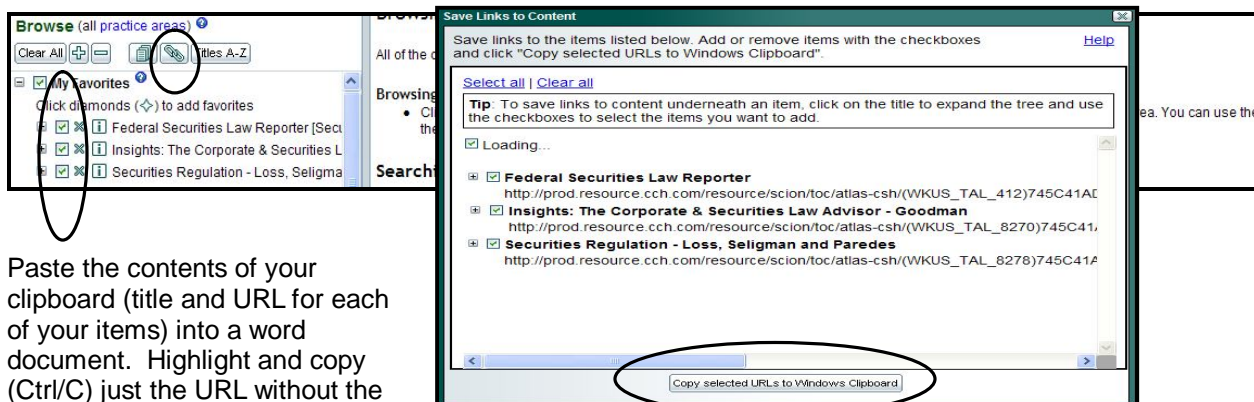 Browse (all practice areas)
Clear All
Titles A-Z
My Favorites
Click diamonds (✧) to add favorites
Federal Securities Law Reporter [Secu
Insights: The Corporate & Securities L
Securities Regulation - Loss, Seligma
All of the c
Browsing
• Cl
the
Searchi
ea. You can use the
Save Links to Content
Save links to the items listed below. Add or remove items with the checkboxes
and click "Copy selected URLs to Windows Clipboard".
Help
Select all | Clear all
Tip: To save links to content underneath an item, click on the title to expand the tree and use
the checkboxes to select the items you want to add.
Loading...
Federal Securities Law Reporter
http://prod.resource.cch.com/resource/scion/toc/atlas-csh/(WKUS_TAL_412)745C41AD
Insights: The Corporate & Securities Law Advisor - Goodman
http://prod.resource.cch.com/resource/scion/toc/atlas-csh/(WKUS_TAL_8270)745C41A
Securities Regulation - Loss, Seligman and Paredes
http://prod.resource.cch.com/resource/scion/toc/atlas-csh/(WKUS_TAL_8278)745C41A
Copy selected URLs to Windows Clipboard
Paste the contents of your
clipboard (title and URL for each
of your items) into a word
document. Highlight and copy
(Ctrl/C) just the URL without the